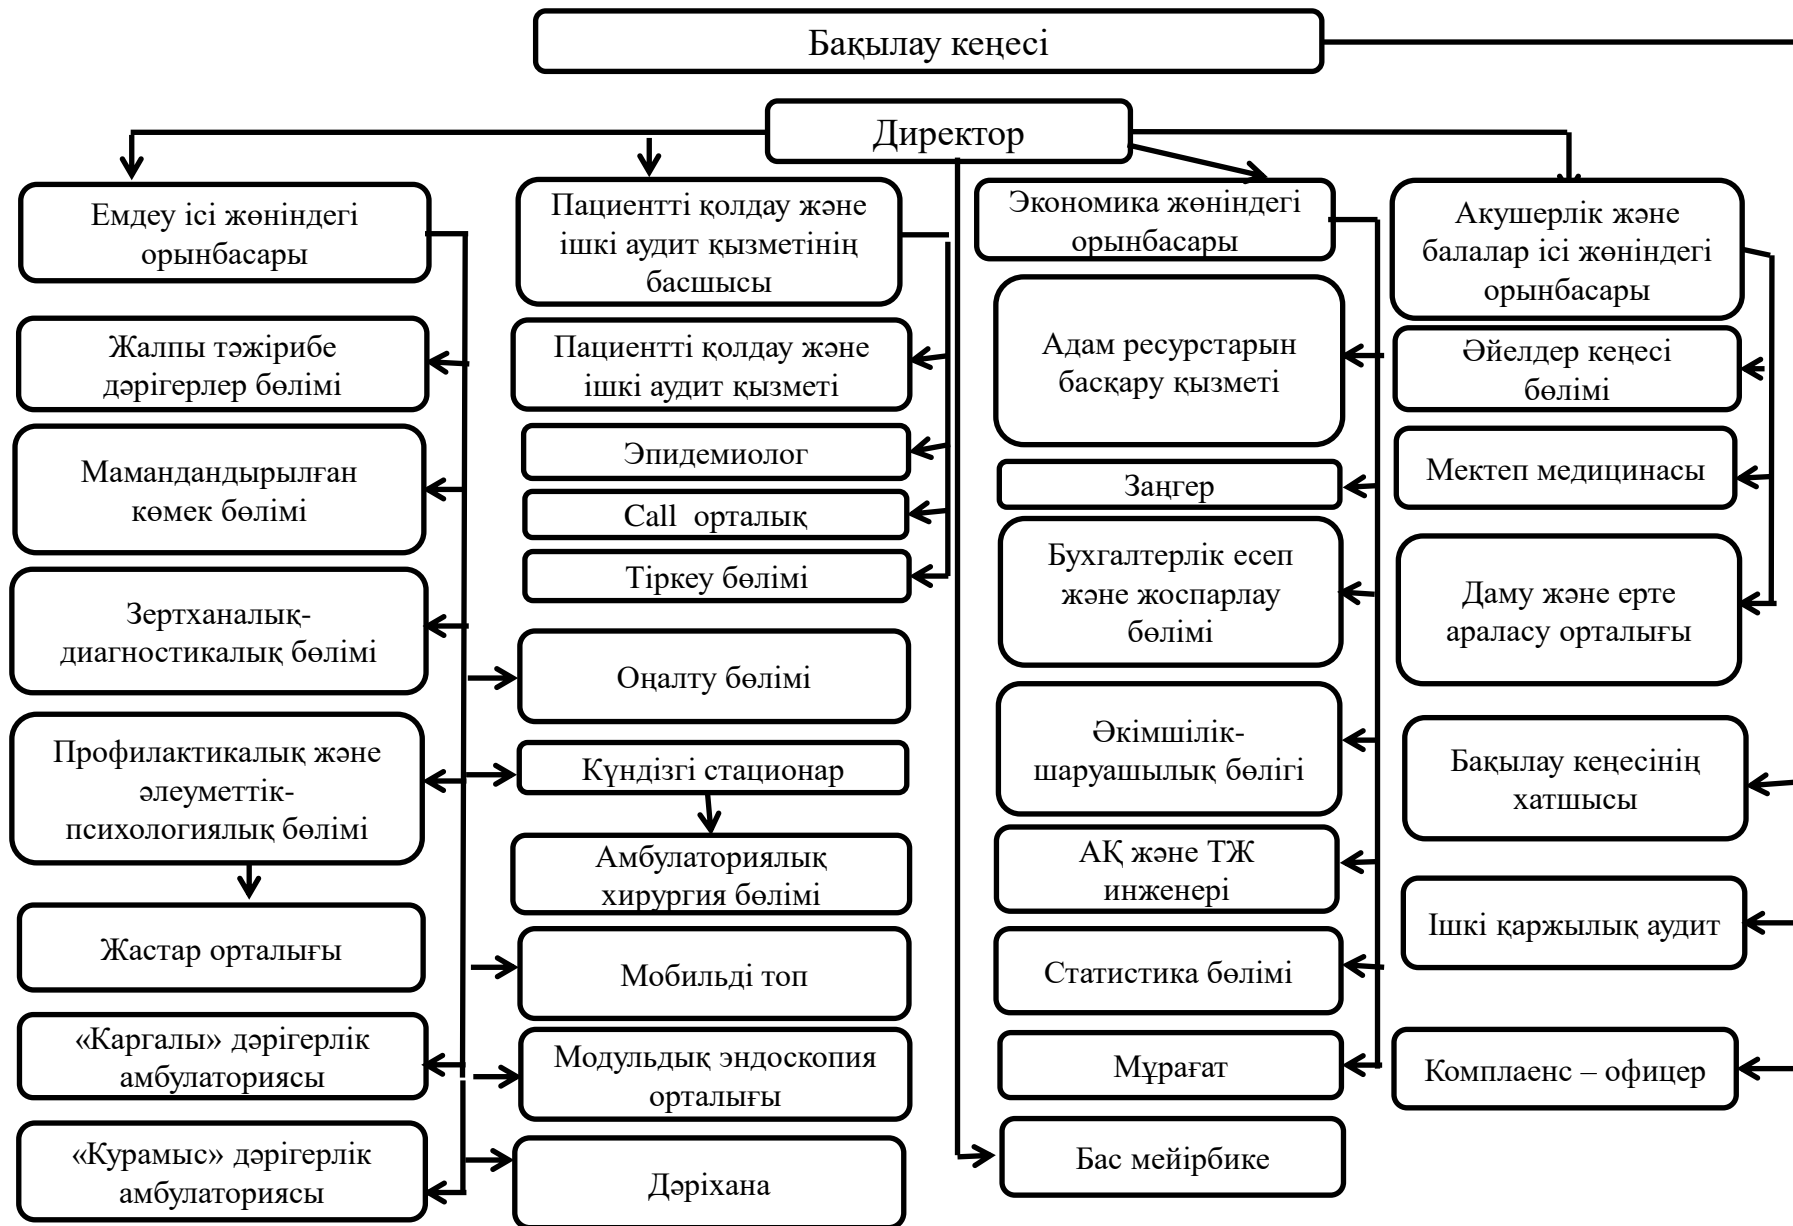 Бақылау кеңесі
Директор
Емдеу ісі жөніндегі
орынбасары
Жалпы тәжірибе
дәрігерлер бөлімі
Мамандандырылған
көмек бөлімі
Зертханалық-
диагностикалық бөлімі
Профилактикалық және
әлеуметтік-
психологиялық бөлімі
Жастар орталығы
«Каргалы» дәрігерлік
амбулаториясы
«Курамыс» дәрігерлік
амбулаториясы
Пациентті қолдау және
ішкі аудит қызметінің
басшысы
Пациентті қолдау және
ішкі аудит қызметі
Эпидемиолог
Call  орталық
Тіркеу бөлімі
Оңалту бөлімі
Күндізгі стационар
Амбулаториялық
хирургия бөлімі
Мобильді топ
Модульдық эндоскопия
орталығы
Дәріхана
Экономика жөніндегі
орынбасары
Адам ресурстарын
басқару қызметі
Заңгер
Бухгалтерлік есеп
және жоспарлау
бөлімі
Әкімшілік-
шаруашылық бөлігі
АҚ және ТЖ
инженері
Статистика бөлімі
Мұрағат
Бас мейірбике
Акушерлік және
балалар ісі жөніндегі
орынбасары
Әйелдер кеңесі
бөлімі
Мектеп медицинасы
Даму және ерте
араласу орталығы
Бақылау кеңесінің
хатшысы
Ішкі қаржылық аудит
Комплаенс – офицер